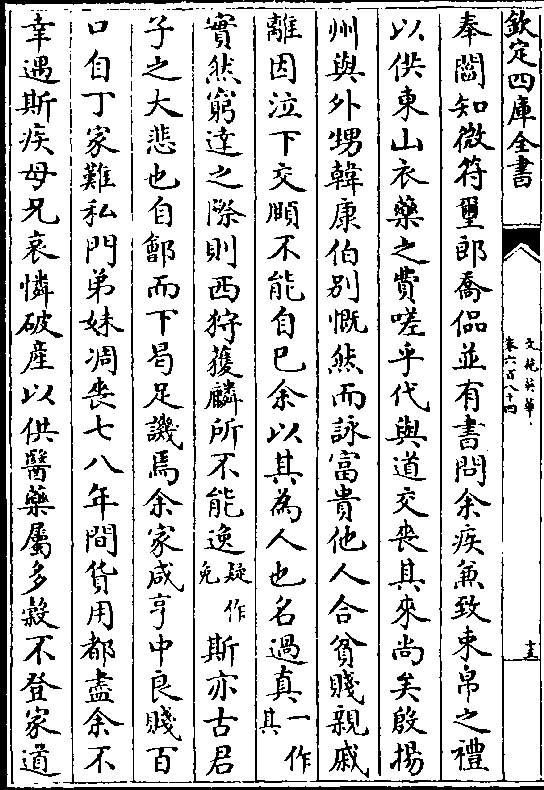 欽定四庫全書
文苑英華
卷六百八十四
十五
奉閻知微符璽郎喬侃並有書問余疾兼致束帛之禮
以供東山衣藥之費嗟乎代與道交喪其來尚矣殷揚
州與外甥韓康伯别慨然而詠富貴他人合貧賤親戚
離因泣下交頤不能自已余以其為人也名過真一作其
實然窮達之際則西狩獲麟所不能逸疑作免斯亦古君
子之大悲也自鄶而下曷足譏焉余家咸亨中良賤百
口自丁家難私門弟妹凋喪七八年間貨用都盡余不
幸遇斯疾母兄哀憐破産以供醫藥屬多穀不登家道